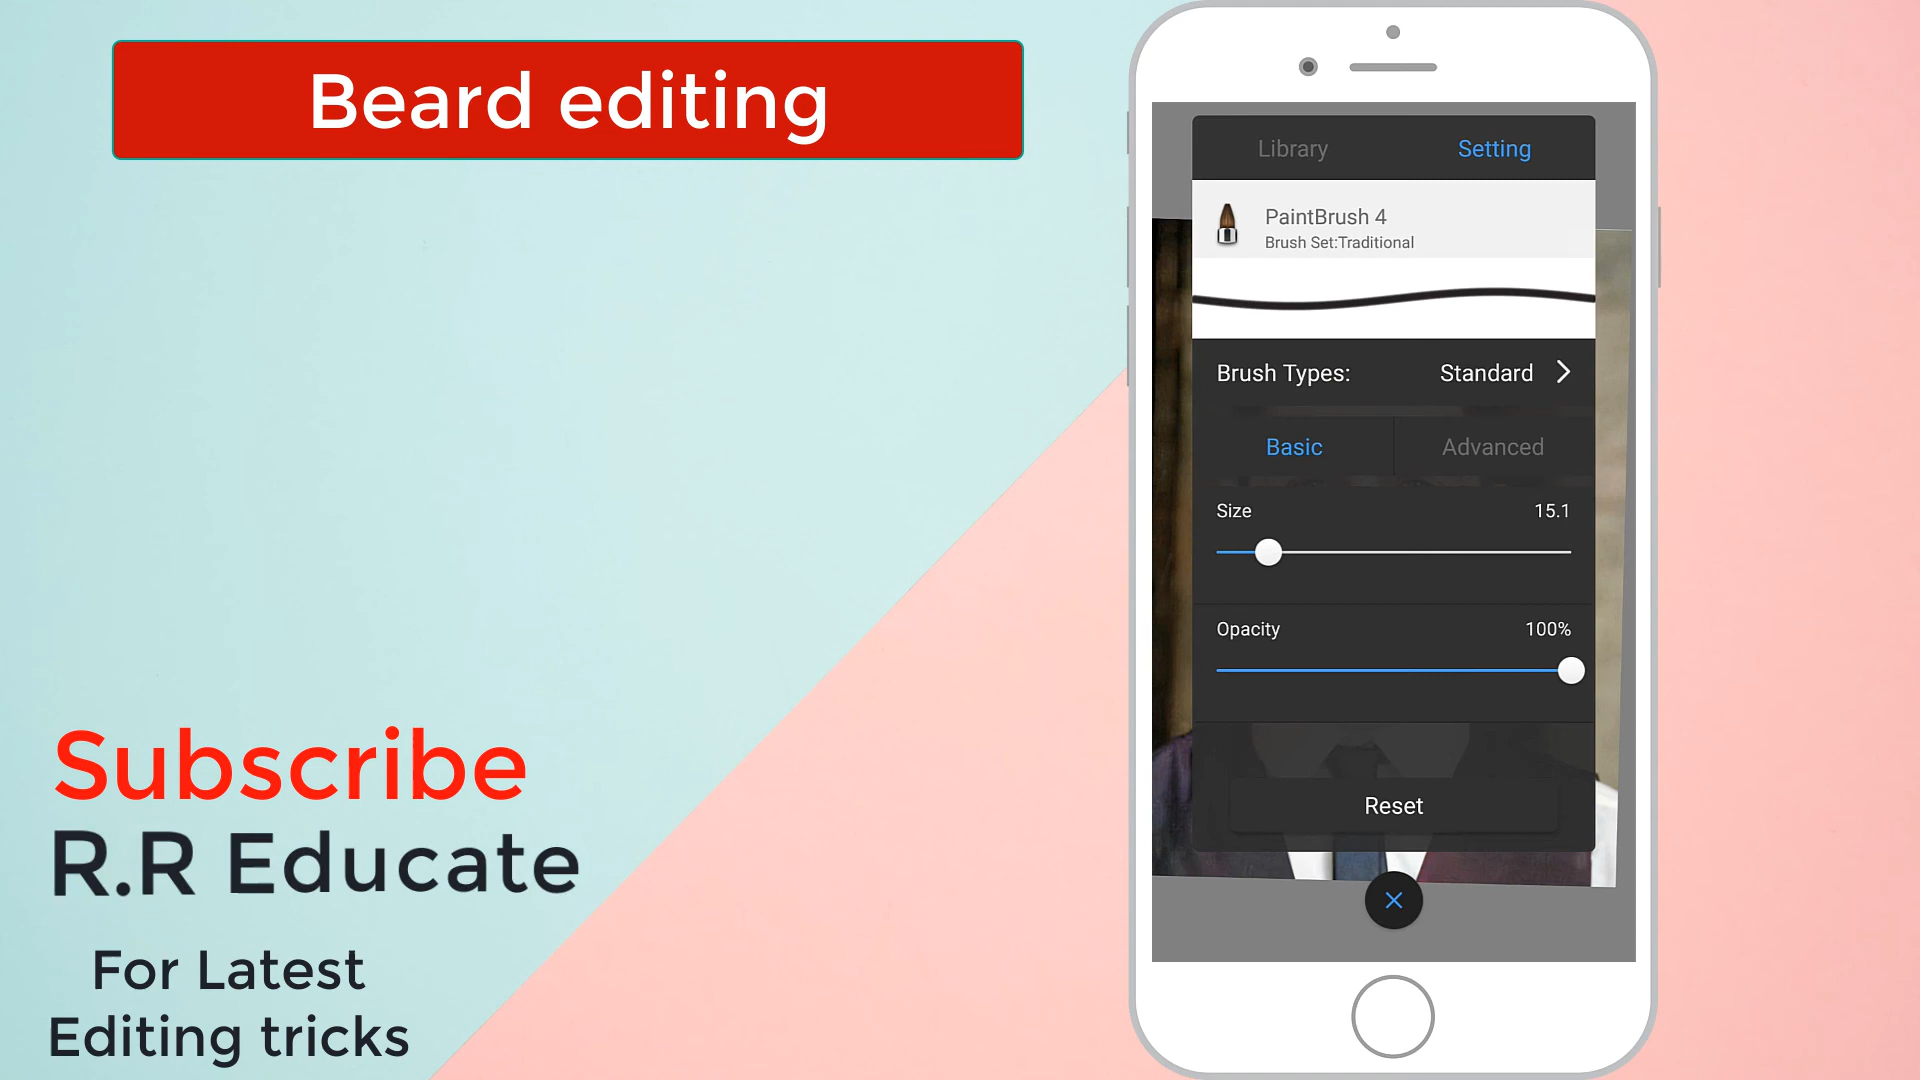 Beard editing
Library Setting
PaintBrush 4
Brush Set:Traditional
Brush Types: Standard
Basic Advanced
Size 15.1
Opacity 100%
Reset
Subscribe
R.R Educate
For Latest
Editing tricks